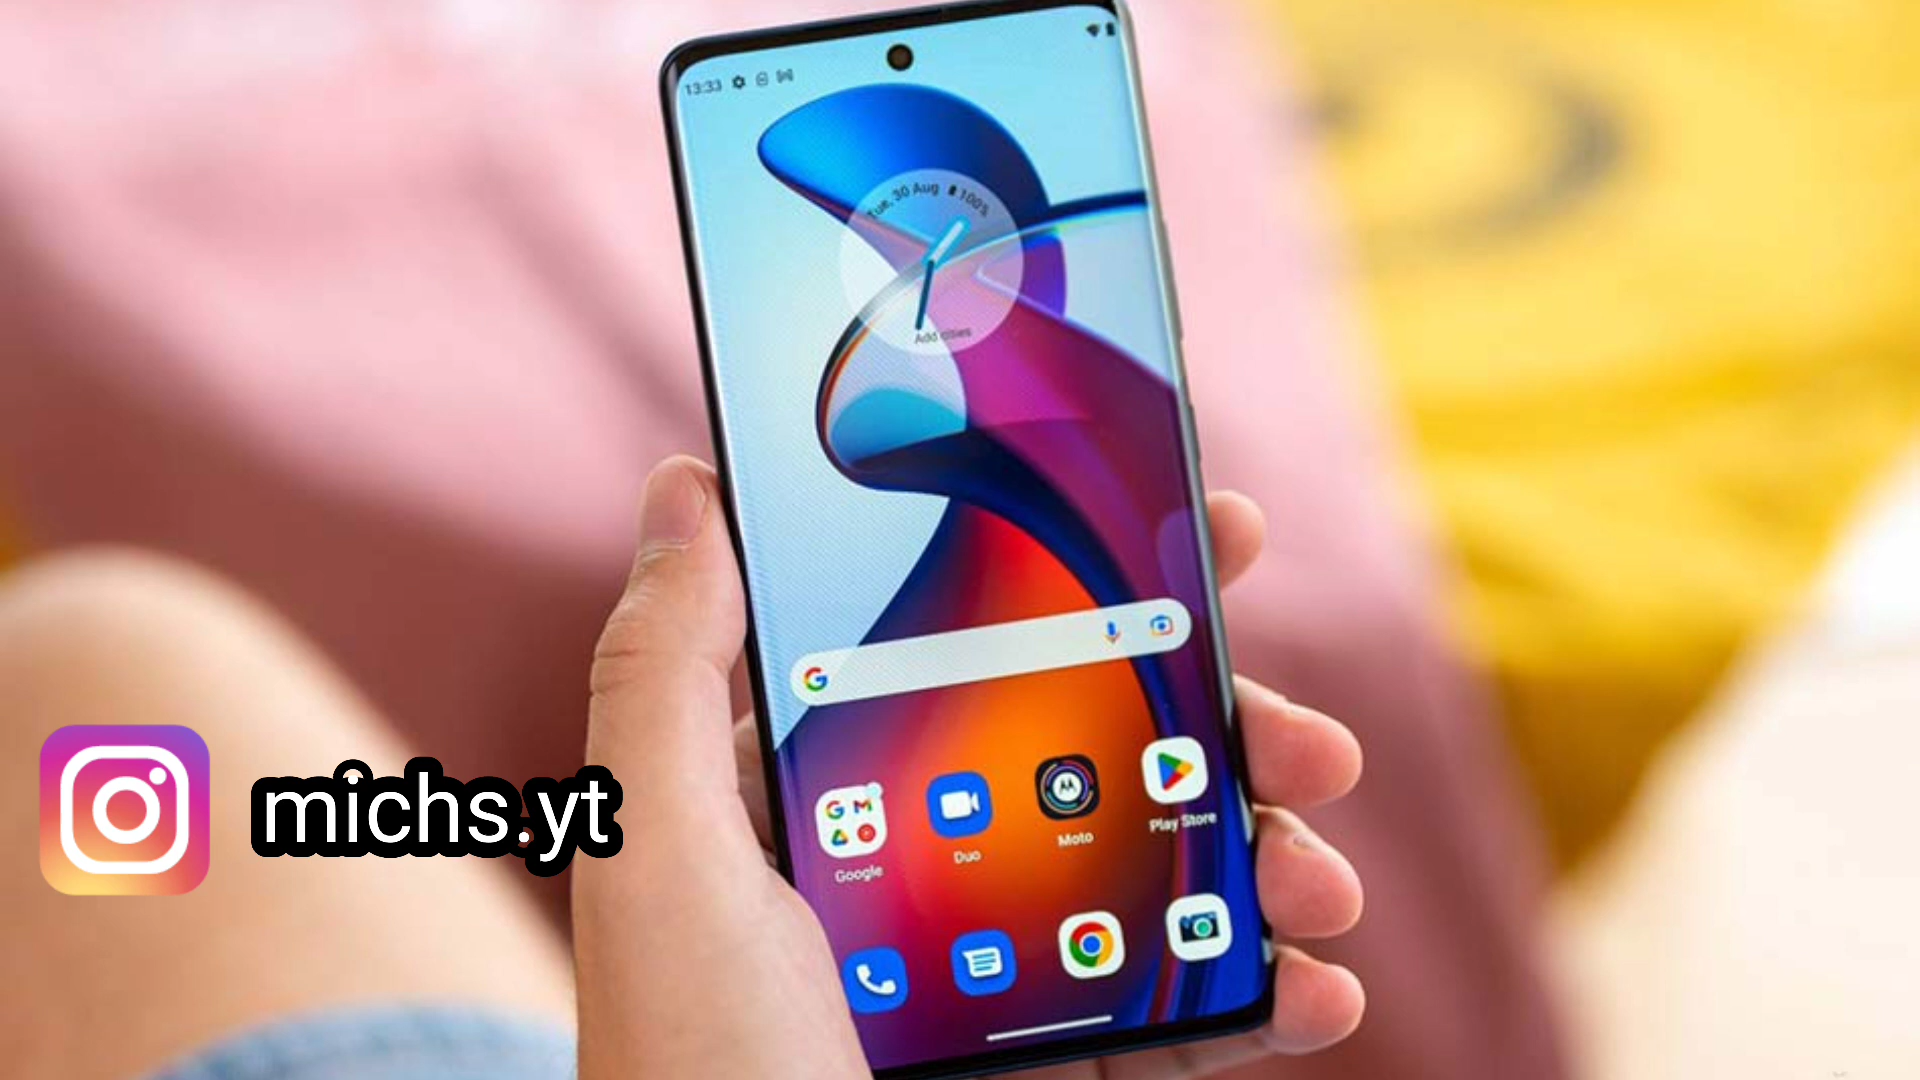 13:33
Tue, 30 Aug 100%
Add cities
Google
Duo
Moto
Play Store
michs.yt